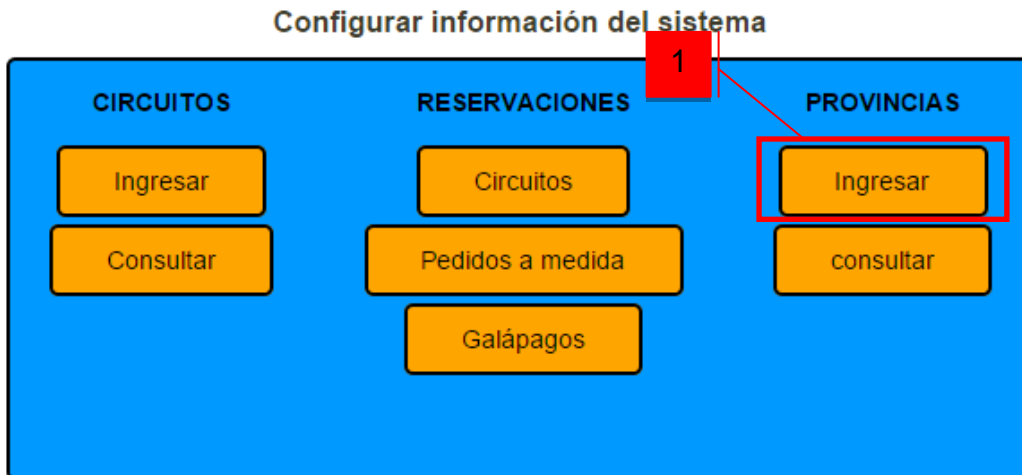 Configurar información del sistema
1
CIRCUITOS
Ingresar
Consultar
RESERVACIONES
Circuitos
Pedidos a medida
Galápagos
PROVINCIAS
Ingresar
consultar